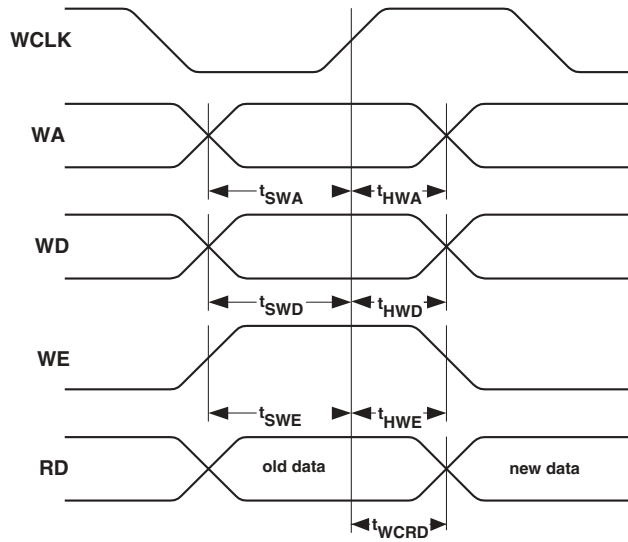 WCLK
WA
tSWA tHWA
WD
tSWD tHWD
WE
tSWE tHWE
RD old data new data
tWCRD